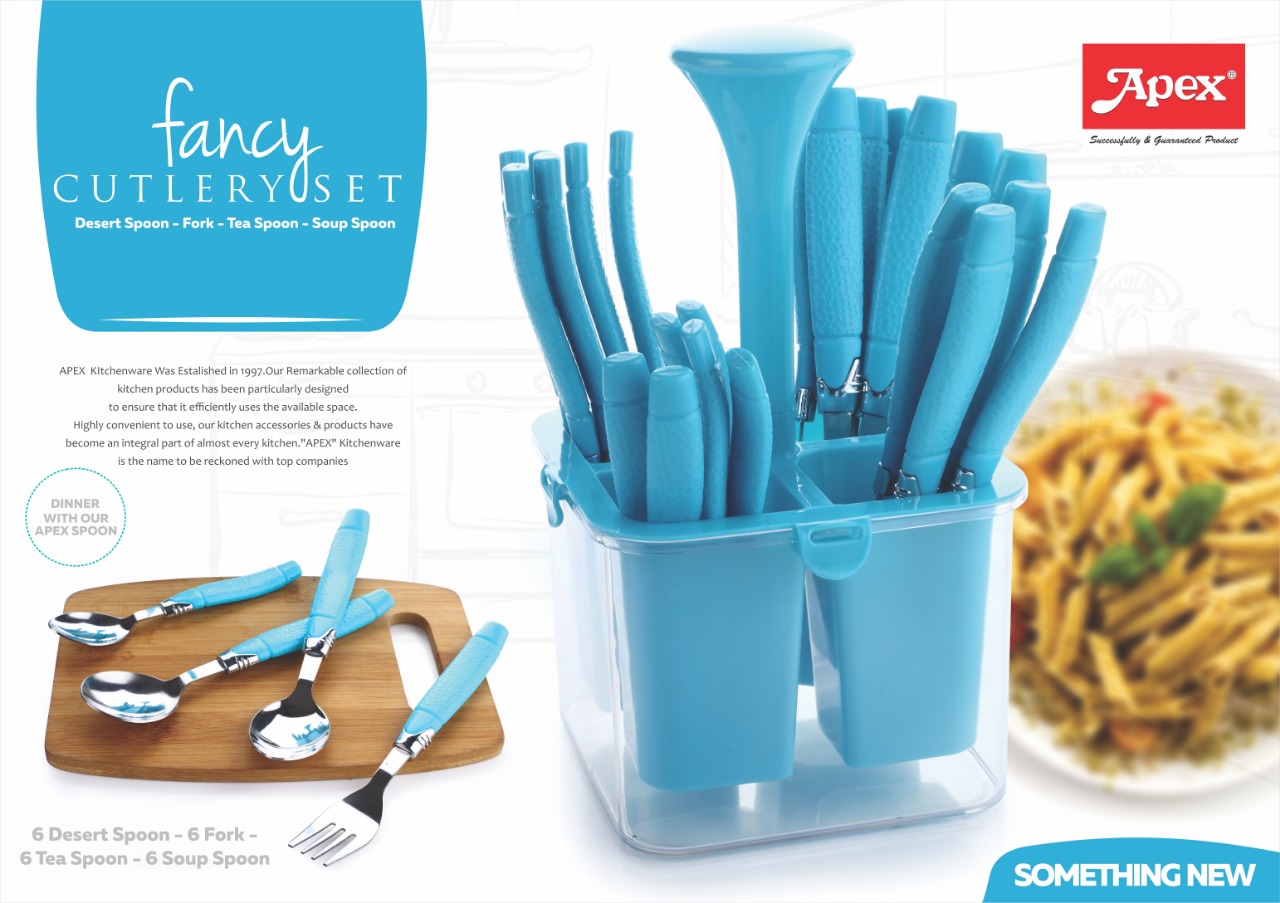 fancy
CUTLERY SET
Desert Spoon - Fork - Tea Spoon - Soup Spoon
Apex®
Successfully & Guaranteed Product
APEX KItchenware Was Estalished in 1997.Our Remarkable collection of
kitchen products has been particularly designed
to ensure that it efficiently uses the available space.
Highly convenient to use, our kitchen accessories & products have
become an integral part of almost every kitchen."APEX" Kitchenware
is the name to be reckoned with top companies
DINNER
WITH OUR
APEX SPOON
6 Desert Spoon - 6 Fork -
6 Tea Spoon - 6 Soup Spoon
SOMETHING NEW